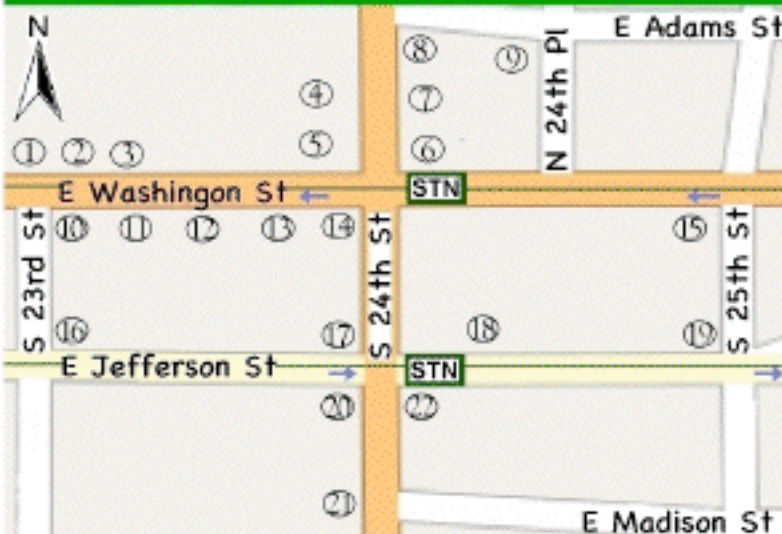 N
E Adams St
N 24th Pl
④
⑤
⑧
⑨
⑦
⑥
① ② ③
E Washingon St
STN
S 23rd St
⑩ ⑪ ⑫ ⑬ ⑭
S 24th St
⑮
S 25th St
⑯
⑰
⑱
⑲
E Jefferson St
STN
⑳
㉒
㉑
E Madison St